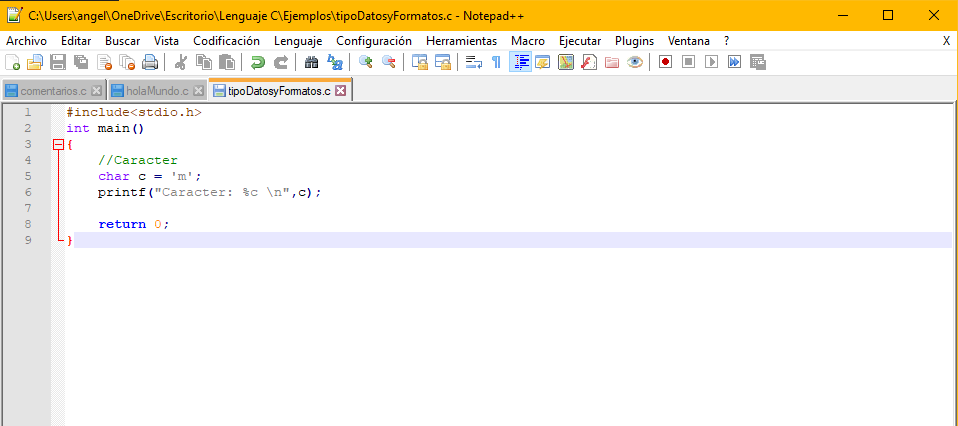 C:\Users\angel\OneDrive\Escritorio\Lenguaje C\Ejemplos\tipoDatosyFormatos.c - Notepad++
Archivo Editar Buscar Vista Codificación Lenguaje Configuración Herramientas Macro Ejecutar Plugins Ventana ? X
comentarios.c holaMundo.c tipoDatosyFormatos.c
1 #include<stdio.h>
2 int main()
3 {
4 //Caracter
5 char c = 'm';
6 printf("Caracter: %c \n",c);
7
8 return 0;
9 }